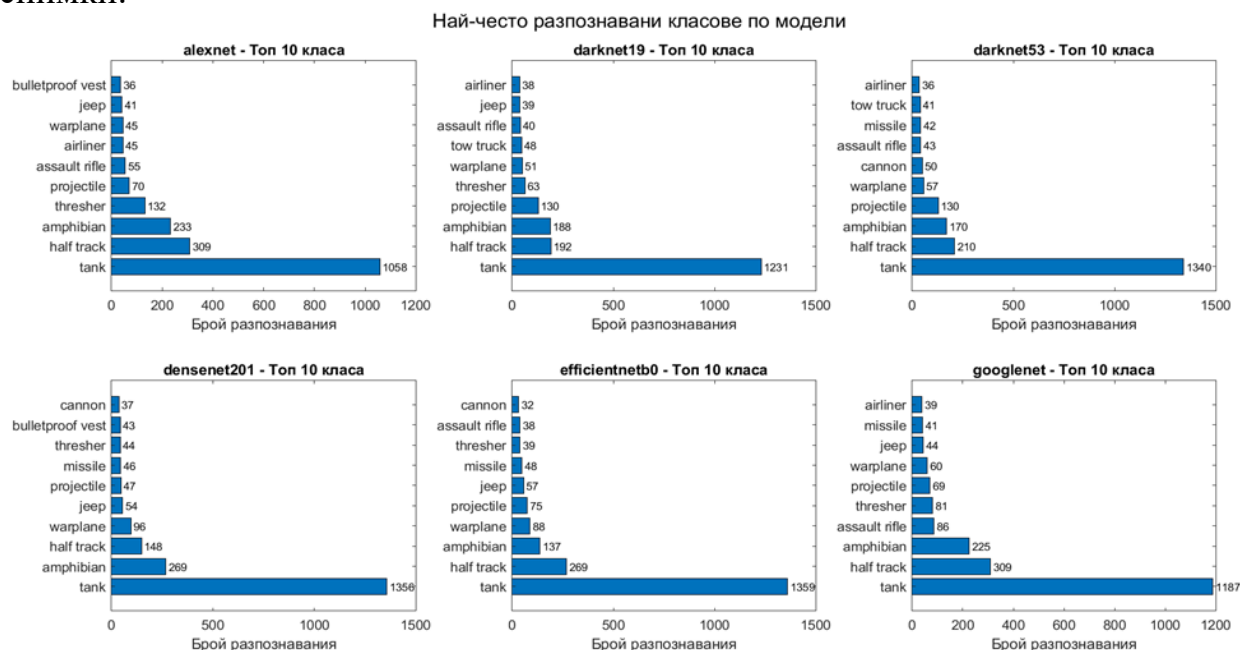 снимки.
Най-често разпознавани класове по модели
alexnet - Топ 10 класа
bulletproof vest 36
jeep 41
warplane 45
airliner 45
assault rifle 55
projectile 70
thresher 132
amphibian 233
half track 309
tank 1058
0 200 400 600 800 1000 1200
Брой разпознавания
darknet19 - Топ 10 класа
airliner 38
jeep 39
assault rifle 40
tow truck 48
warplane 51
thresher 63
projectile 130
amphibian 188
half track 192
tank 1231
0 500 1000 1500
Брой разпознавания
darknet53 - Топ 10 класа
airliner 36
tow truck 41
missile 42
assault rifle 43
cannon 50
warplane 57
projectile 130
amphibian 170
half track 210
tank 1340
0 500 1000 1500
Брой разпознавания
densenet201 - Топ 10 класа
cannon 37
bulletproof vest 43
thresher 44
missile 46
projectile 47
jeep 54
warplane 96
half track 148
amphibian 269
tank 1356
0 500 1000 1500
Брой разпознавания
efficientnetb0 - Топ 10 класа
cannon 32
assault rifle 38
thresher 39
missile 48
jeep 57
projectile 75
warplane 88
amphibian 137
half track 269
tank 1359
0 500 1000 1500
Брой разпознавания
googlenet - Топ 10 класа
airliner 39
missile 41
jeep 44
warplane 60
projectile 69
thresher 81
assault rifle 86
amphibian 225
half track 309
tank 1187
0 200 400 600 800 1000 1200
Брой разпознавания